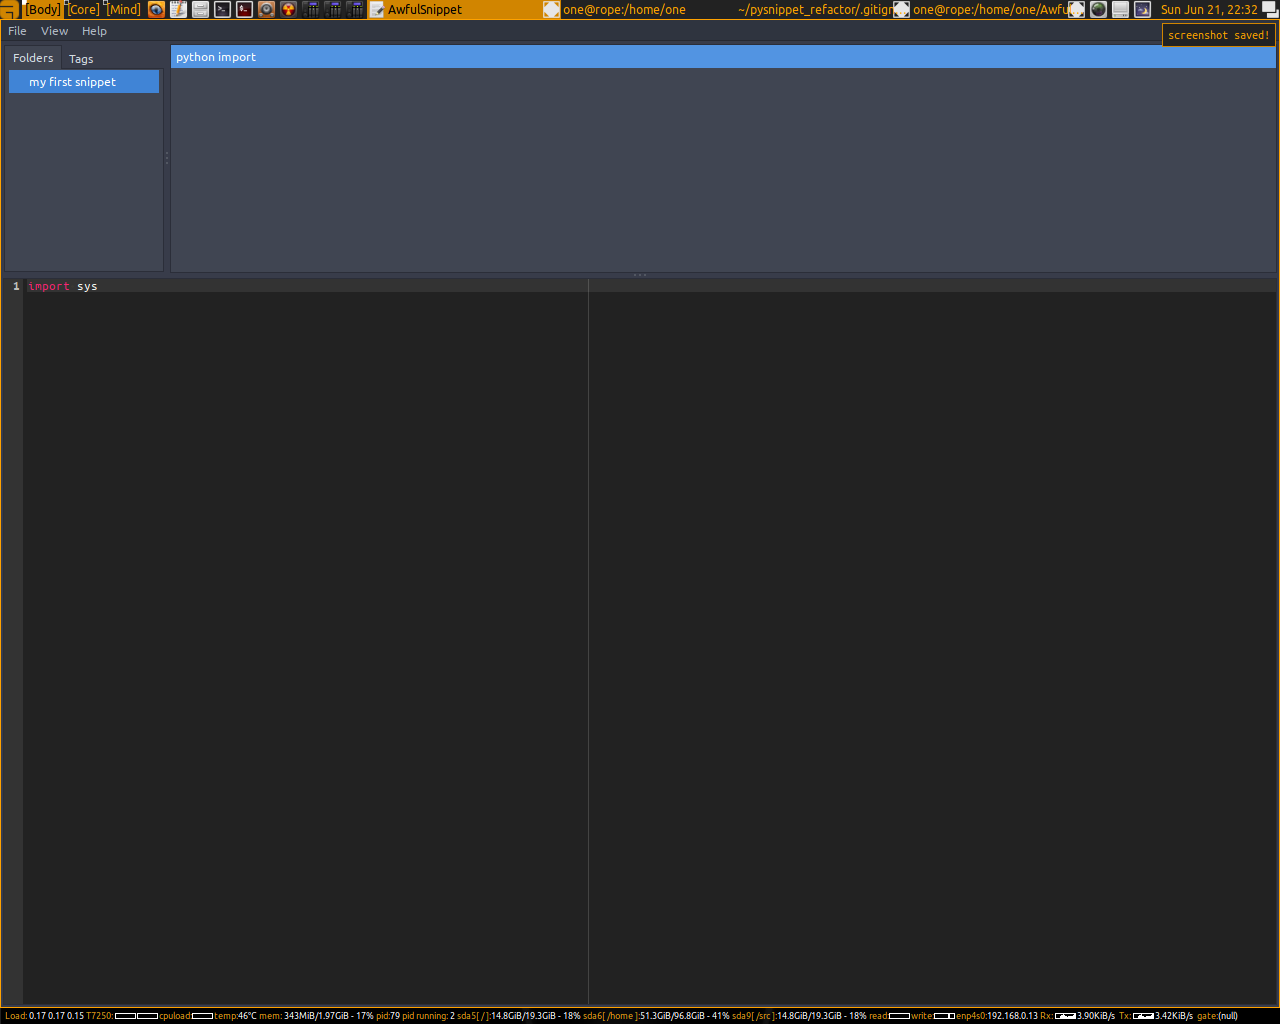 [Body] [Core] [Mind] AwfulSnippet one@rope:/home/one ~/pysnippet_refactor/.gitign one@rope:/home/one/Awfu Sun Jun 21, 22:32
File View Help
screenshot saved!
Folders Tags
python import
my first snippet
1 import sys
Load: 0.17 0.17 0.15 T7250: cpuload temp:46°C mem: 343MiB/1.97GiB - 17% pid:79 pid running: 2 sda5[ / ]:14.8GiB/19.3GiB - 18% sda6[ /home ]:51.3GiB/96.8GiB - 41% sda9[ /src ]:14.8GiB/19.3GiB - 18% read write enp4s0:192.168.0.13 Rx: 3.90KiB/s Tx: 3.42KiB/s gate:(null)